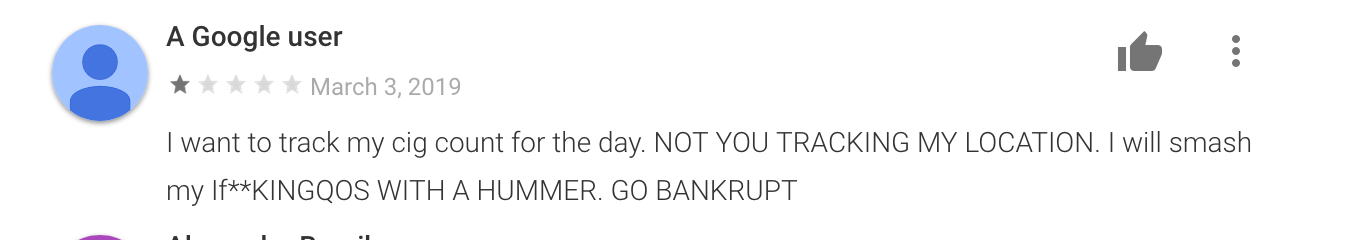 A Google user
March 3, 2019
I want to track my cig count for the day. NOT YOU TRACKING MY LOCATION. I will smash
my If**KINGQOS WITH A HUMMER. GO BANKRUPT